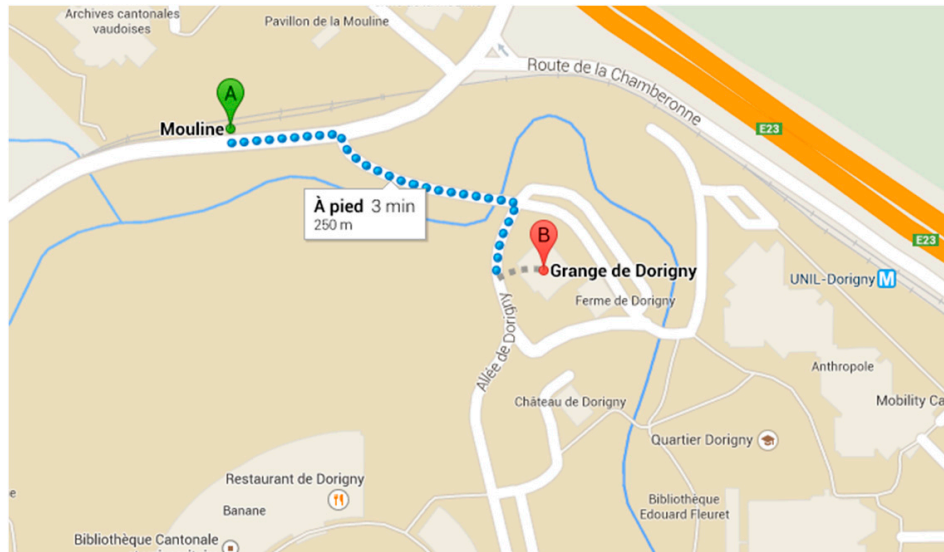 Archives cantonales
vaudoises
Pavillon de la Mouline
Route de la Chamberonne
A
Mouline
E23
À pied 3 min
250 m
B
Grange de Dorigny
E23
UNIL-Dorigny M
Ferme de Dorigny
Allée de Dorigny
Anthropole
Château de Dorigny
Mobility Ca
Quartier Dorigny
Restaurant de Dorigny
Banane
Bibliothèque
Edouard Fleuret
Bibliothèque Cantonale